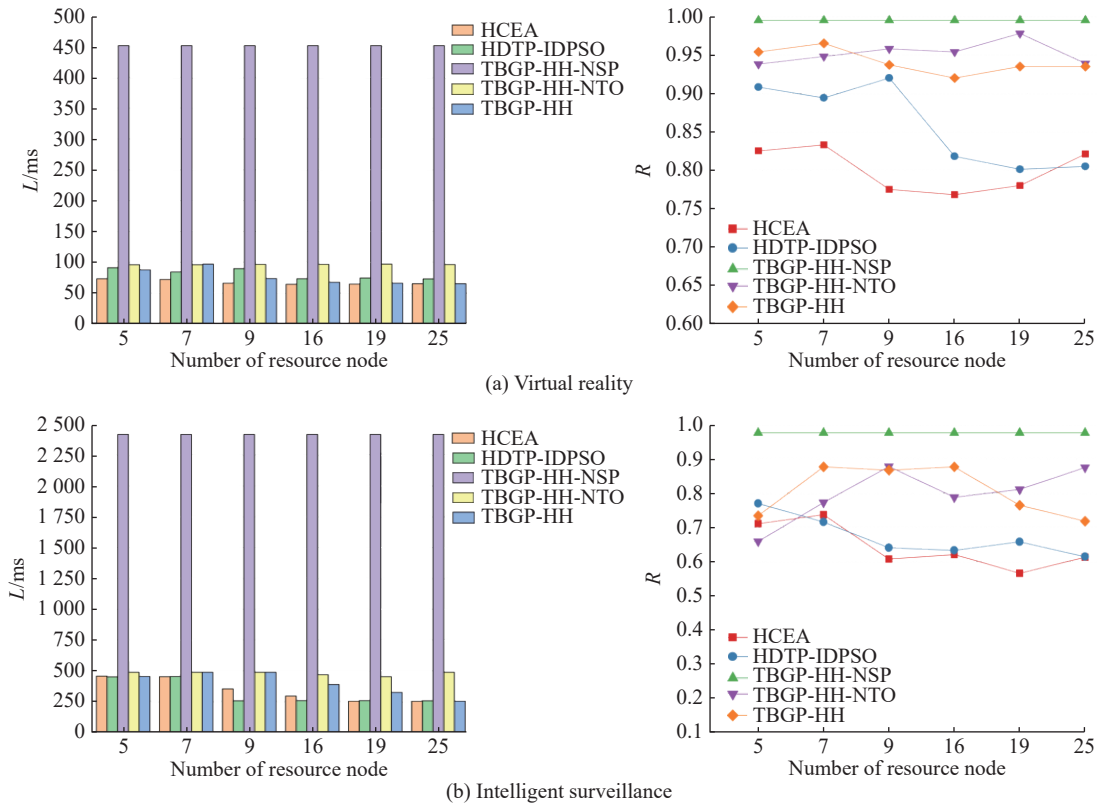 500
450
400
350
300
250
200
150
100
50
0
L/ms
HCEA
HDTP-IDPSO
TBGP-HH-NSP
TBGP-HH-NTO
TBGP-HH
5 7 9 16 19 25
Number of resource node
1.00
0.95
0.90
0.85
0.80
0.75
0.70
0.65
0.60
R
HCEA
HDTP-IDPSO
TBGP-HH-NSP
TBGP-HH-NTO
TBGP-HH
5 7 9 16 19 25
Number of resource node
(a) Virtual reality
2 500
2 250
2 000
1 750
1 500
1 250
1 000
750
500
250
0
L/ms
HCEA
HDTP-IDPSO
TBGP-HH-NSP
TBGP-HH-NTO
TBGP-HH
5 7 9 16 19 25
Number of resource node
1.0
0.9
0.8
0.7
0.6
0.5
0.4
0.3
0.2
0.1
R
HCEA
HDTP-IDPSO
TBGP-HH-NSP
TBGP-HH-NTO
TBGP-HH
5 7 9 16 19 25
Number of resource node
(b) Intelligent surveillance